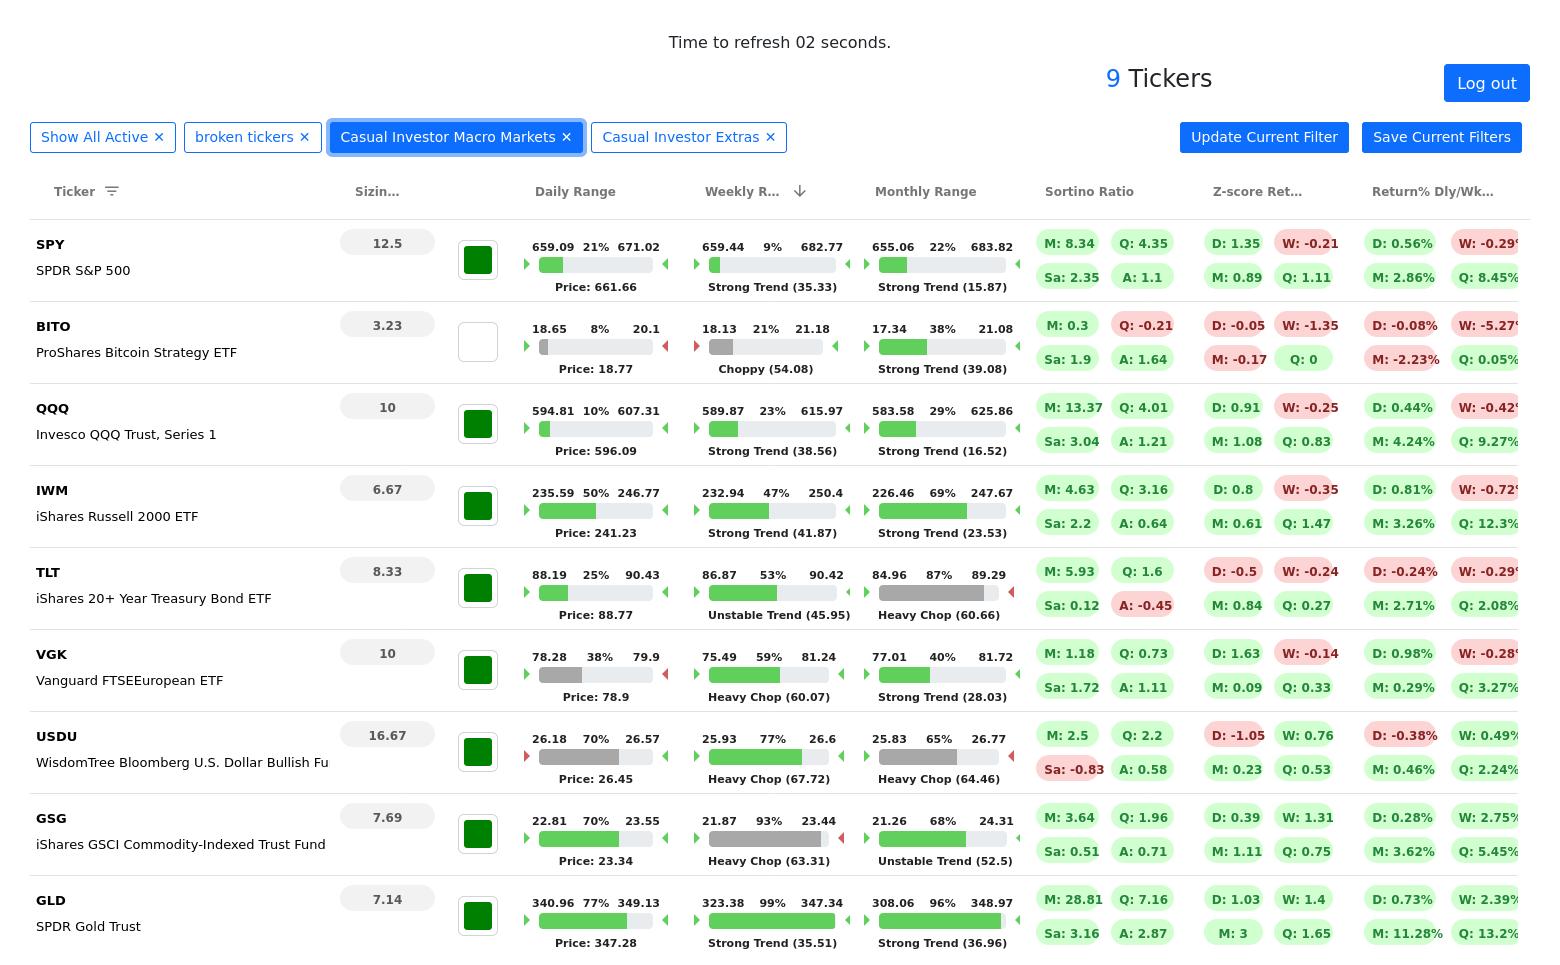 Time to refresh 02 seconds.
9 Tickers
Log out
Show All Active ✕ broken tickers ✕ Casual Investor Macro Markets ✕ Casual Investor Extras ✕ Update Current Filter Save Current Filters
Ticker Sizin... Daily Range Weekly R... Monthly Range Sortino Ratio Z-score Ret... Return% Dly/Wk...
SPY 12.5 M: 8.34 Q: 4.35 D: 1.35 W: -0.21 D: 0.56% W: -0.29%
659.09 21% 671.02 659.44 9% 682.77 655.06 22% 683.82
SPDR S&P 500 Sa: 2.35 A: 1.1 M: 0.89 Q: 1.11 M: 2.86% Q: 8.45%
Price: 661.66 Strong Trend (35.33) Strong Trend (15.87)
BITO 3.23 M: 0.3 Q: -0.21 D: -0.05 W: -1.35 D: -0.08% W: -5.27%
18.65 8% 20.1 18.13 21% 21.18 17.34 38% 21.08
ProShares Bitcoin Strategy ETF Sa: 1.9 A: 1.64 M: -0.17 Q: 0 M: -2.23% Q: 0.05%
Price: 18.77 Choppy (54.08) Strong Trend (39.08)
QQQ 10 M: 13.37 Q: 4.01 D: 0.91 W: -0.25 D: 0.44% W: -0.42%
594.81 10% 607.31 589.87 23% 615.97 583.58 29% 625.86
Invesco QQQ Trust, Series 1 Sa: 3.04 A: 1.21 M: 1.08 Q: 0.83 M: 4.24% Q: 9.27%
Price: 596.09 Strong Trend (38.56) Strong Trend (16.52)
IWM 6.67 M: 4.63 Q: 3.16 D: 0.8 W: -0.35 D: 0.81% W: -0.72%
235.59 50% 246.77 232.94 47% 250.4 226.46 69% 247.67
iShares Russell 2000 ETF Sa: 2.2 A: 0.64 M: 0.61 Q: 1.47 M: 3.26% Q: 12.3%
Price: 241.23 Strong Trend (41.87) Strong Trend (23.53)
TLT 8.33 M: 5.93 Q: 1.6 D: -0.5 W: -0.24 D: -0.24% W: -0.29%
88.19 25% 90.43 86.87 53% 90.42 84.96 87% 89.29
iShares 20+ Year Treasury Bond ETF Sa: 0.12 A: -0.45 M: 0.84 Q: 0.27 M: 2.71% Q: 2.08%
Price: 88.77 Unstable Trend (45.95) Heavy Chop (60.66)
VGK 10 M: 1.18 Q: 0.73 D: 1.63 W: -0.14 D: 0.98% W: -0.28%
78.28 38% 79.9 75.49 59% 81.24 77.01 40% 81.72
Vanguard FTSEEuropean ETF Sa: 1.72 A: 1.11 M: 0.09 Q: 0.33 M: 0.29% Q: 3.27%
Price: 78.9 Heavy Chop (60.07) Strong Trend (28.03)
USDU 16.67 M: 2.5 Q: 2.2 D: -1.05 W: 0.76 D: -0.38% W: 0.49%
26.18 70% 26.57 25.93 77% 26.6 25.83 65% 26.77
WisdomTree Bloomberg U.S. Dollar Bullish Fu Sa: -0.83 A: 0.58 M: 0.23 Q: 0.53 M: 0.46% Q: 2.24%
Price: 26.45 Heavy Chop (67.72) Heavy Chop (64.46)
GSG 7.69 M: 3.64 Q: 1.96 D: 0.39 W: 1.31 D: 0.28% W: 2.75%
22.81 70% 23.55 21.87 93% 23.44 21.26 68% 24.31
iShares GSCI Commodity-Indexed Trust Fund Sa: 0.51 A: 0.71 M: 1.11 Q: 0.75 M: 3.62% Q: 5.45%
Price: 23.34 Heavy Chop (63.31) Unstable Trend (52.5)
GLD 7.14 M: 28.81 Q: 7.16 D: 1.03 W: 1.4 D: 0.73% W: 2.39%
340.96 77% 349.13 323.38 99% 347.34 308.06 96% 348.97
SPDR Gold Trust Sa: 3.16 A: 2.87 M: 3 Q: 1.65 M: 11.28% Q: 13.2%
Price: 347.28 Strong Trend (35.51) Strong Trend (36.96)